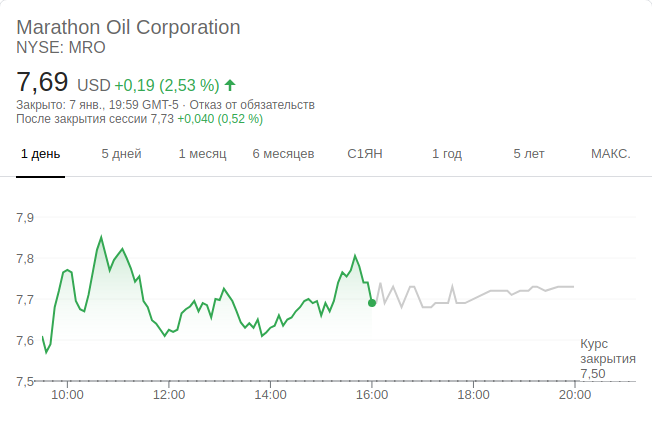 Marathon Oil Corporation
NYSE: MRO
7,69 USD +0,19 (2,53 %)
Закрыто: 7 янв., 19:59 GMT-5 · Отказ от обязательств
После закрытия сессии 7,73 +0,040 (0,52 %)
1 день 5 дней 1 месяц 6 месяцев С1ЯН 1 год 5 лет МАКС.
7,9
7,8
7,7
7,6
Курс
закрытия
7,50
7,5
10:00 12:00 14:00 16:00 18:00 20:00